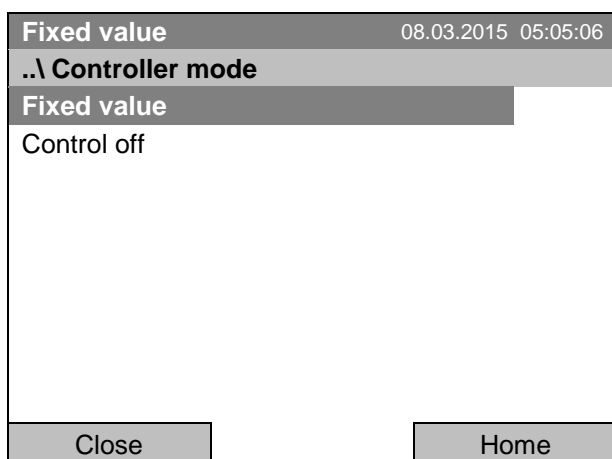 Fixed value 08.03.2015 05:05:06
..\ Controller mode
Fixed value
Control off
Close Home